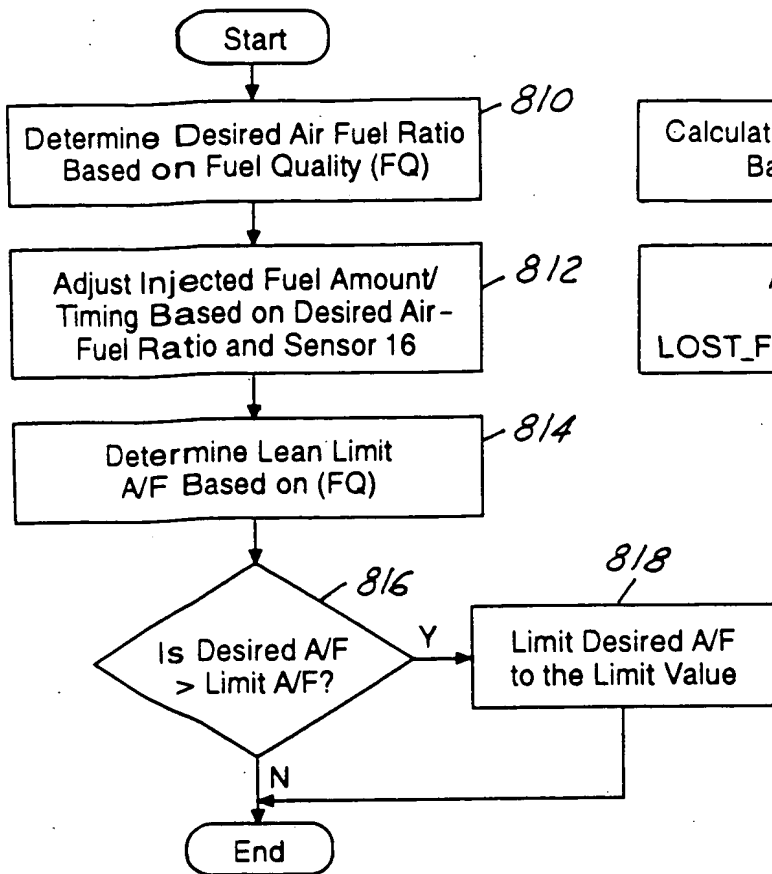 Start
810
Determine Desired Air Fuel Ratio
Based on Fuel Quality (FQ)
812
Adjust Injected Fuel Amount/
Timing Based on Desired Air-
Fuel Ratio and Sensor 16
814
Determine Lean Limit
A/F Based on (FQ)
816
Is Desired A/F
> Limit A/F?
Y
818
Limit Desired A/F
to the Limit Value
N
End
Calculat
Ba
LOST_F